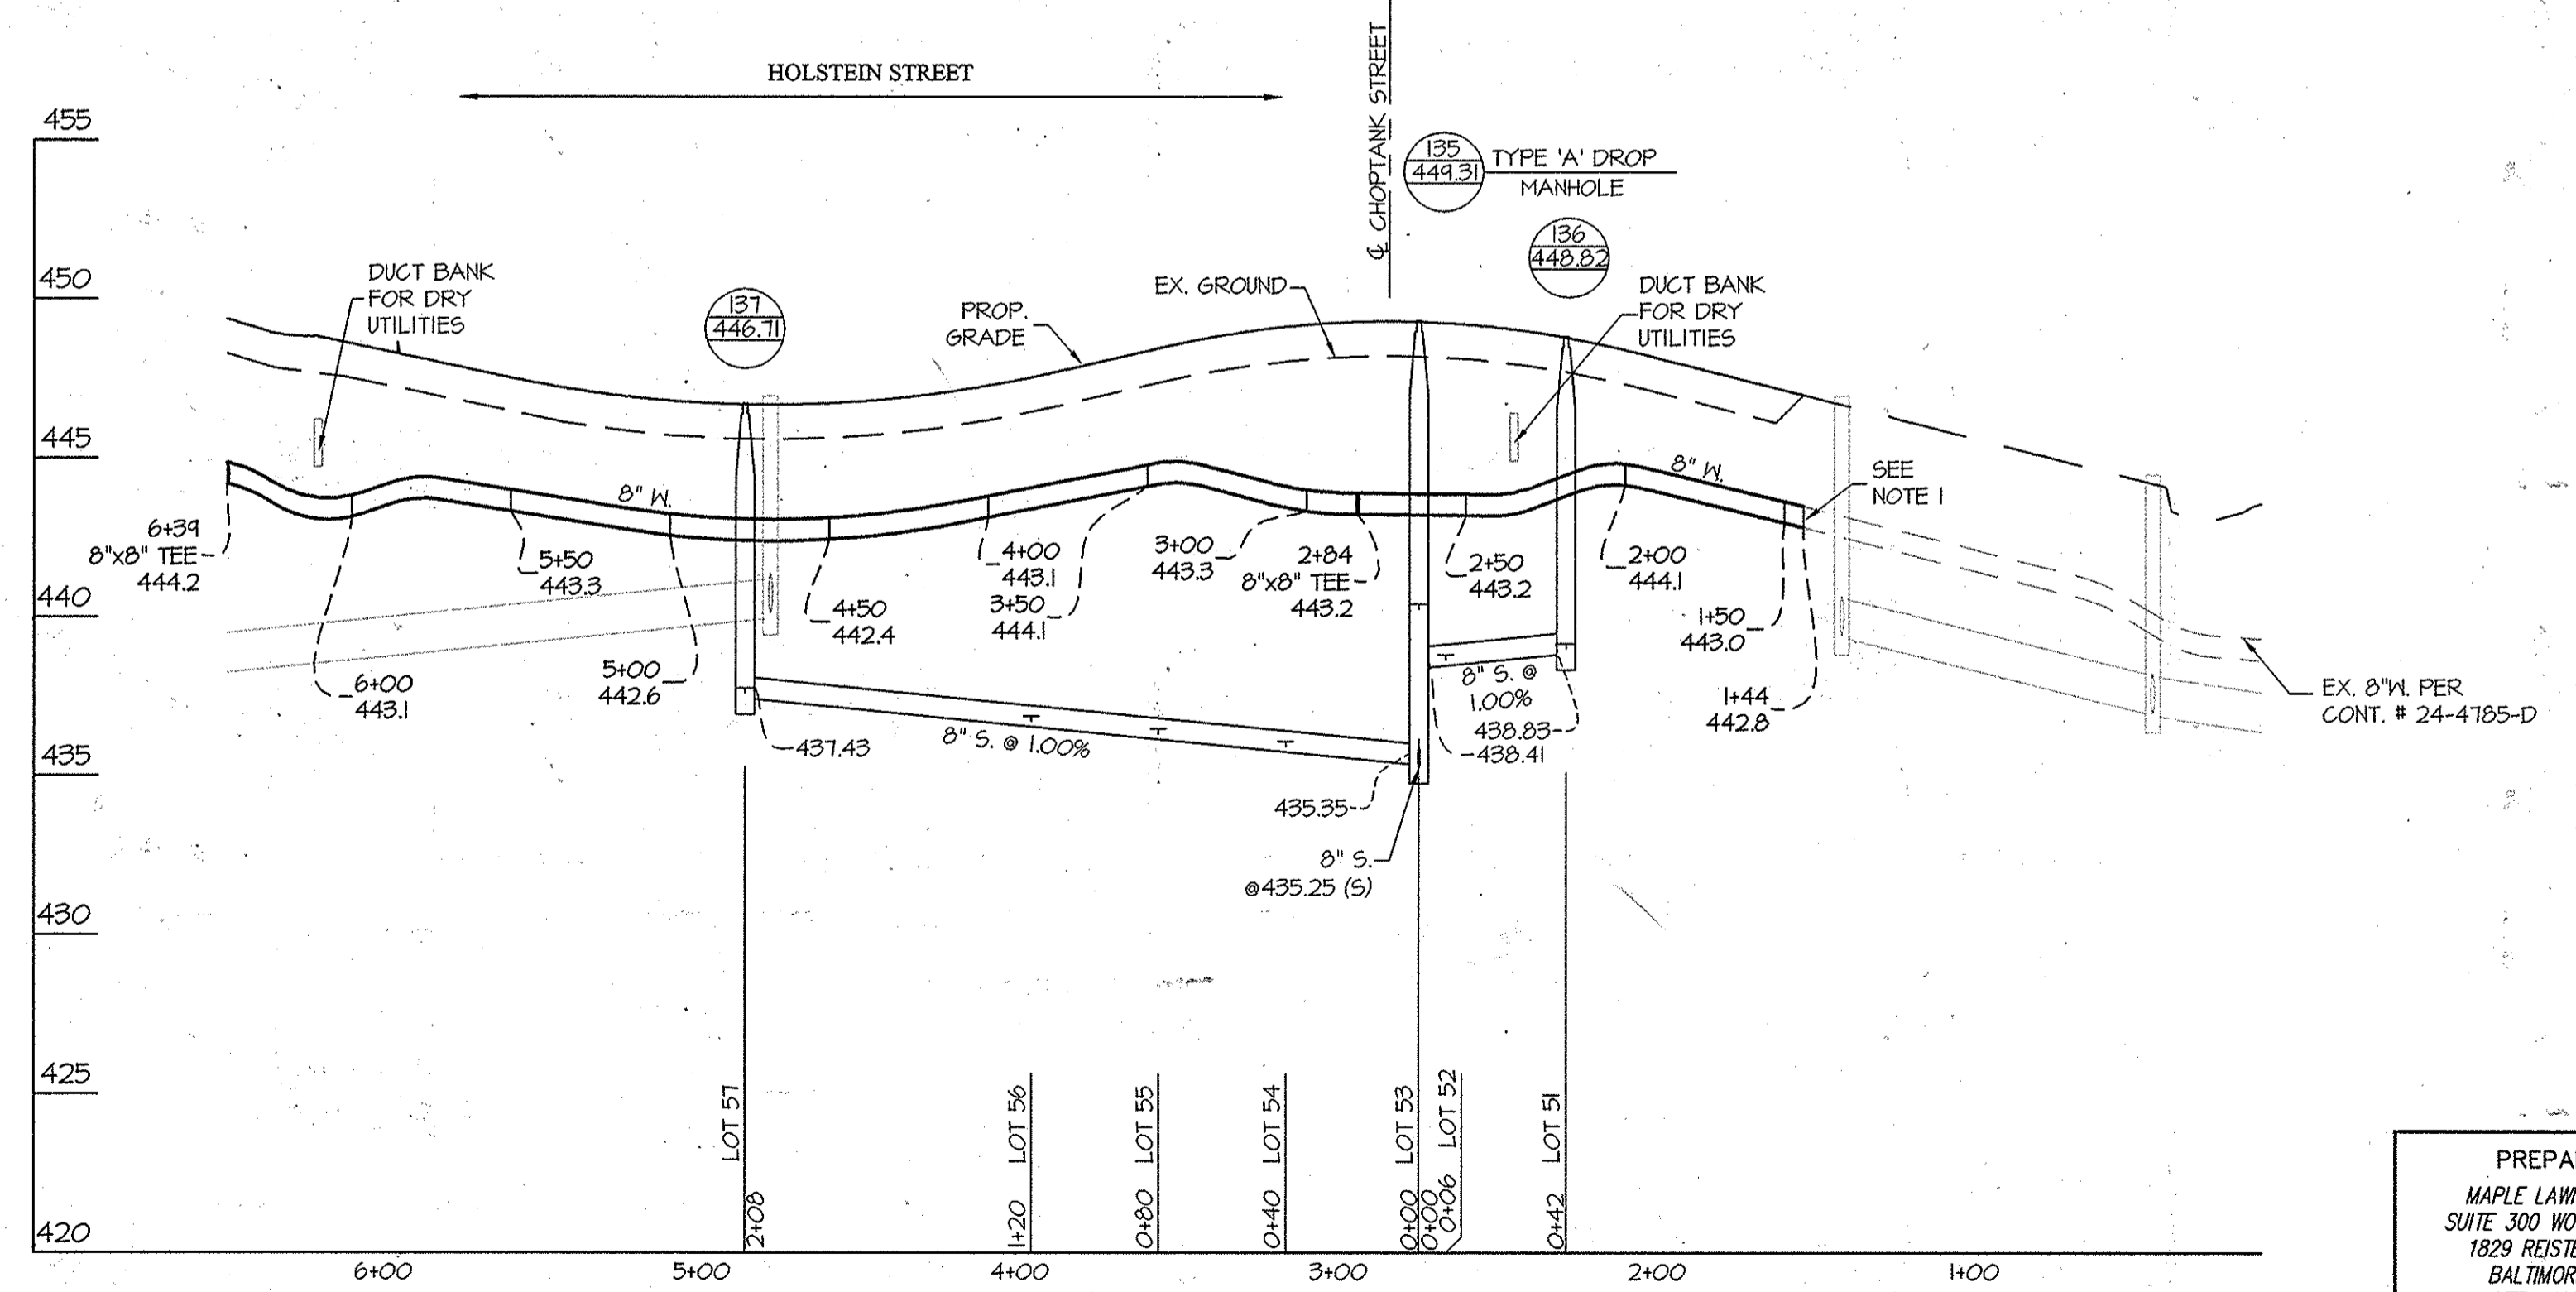 HOLSTEIN STREET
℄ CHOPTANK STREET
455
450
445
440
435
430
425
420
135
449.31
TYPE 'A' DROP
MANHOLE
136
448.82
137
446.71
DUCT BANK
FOR DRY
UTILITIES
PROP.
GRADE
EX. GROUND
DUCT BANK
FOR DRY
UTILITIES
8" W.
8" W.
SEE
NOTE 1
6+39
8"x8" TEE
444.2
6+00
443.1
5+50
443.3
5+00
442.6
4+50
442.4
4+00
443.1
3+50
444.1
3+00
443.3
2+84
8"x8" TEE
443.2
2+50
443.2
2+00
444.1
1+50
443.0
1+44
442.8
EX. 8"W. PER
CONT. # 24-4785-D
437.43
8" S. @ 1.00%
435.35
8" S.
@435.25 (S)
8" S. @
1.00%
438.83
438.41
2+08 LOT 57
1+20 LOT 56
0+80 LOT 55
0+40 LOT 54
0+00 LOT 53
0+00
0+06 LOT 52
0+42 LOT 51
6+00
5+00
4+00
3+00
2+00
1+00
PREPA
MAPLE LAW
SUITE 300 WO
1829 REISTE
BALTIMOR